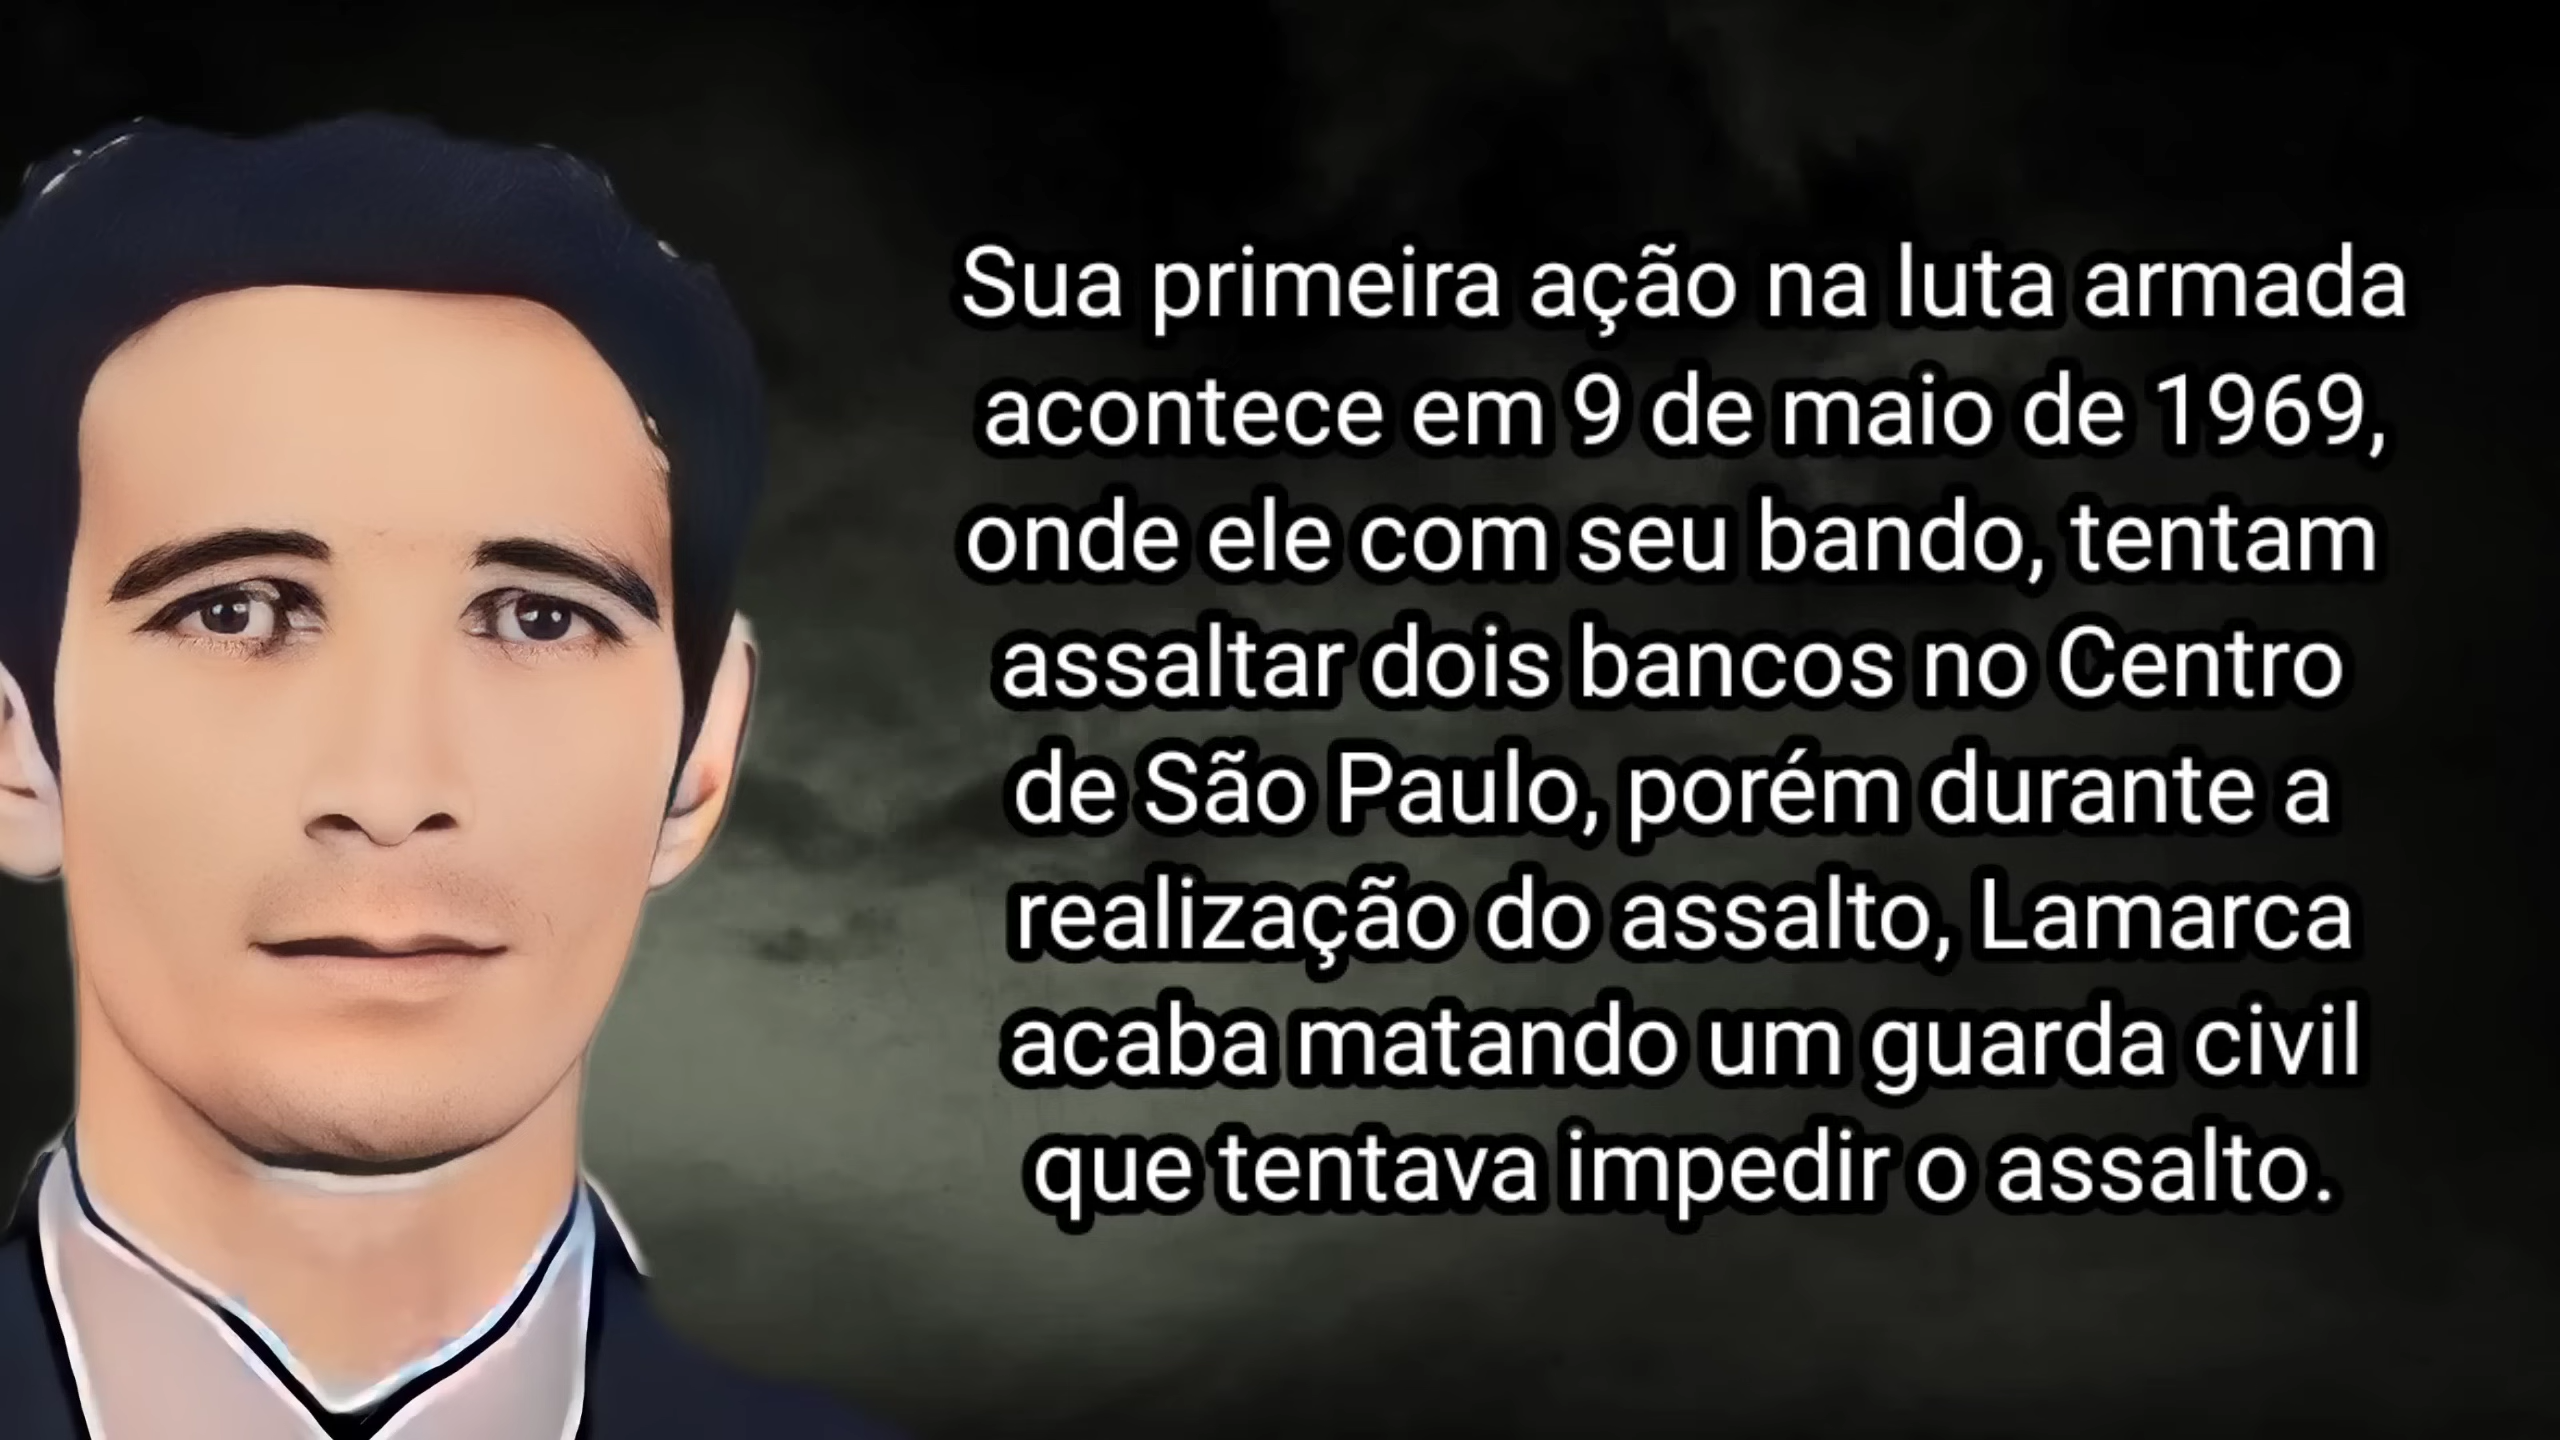 Sua primeira ação na luta armada
acontece em 9 de maio de 1969,
onde ele com seu bando, tentam
assaltar dois bancos no Centro
de São Paulo, porém durante a
realização do assalto, Lamarca
acaba matando um guarda civil
que tentava impedir o assalto.